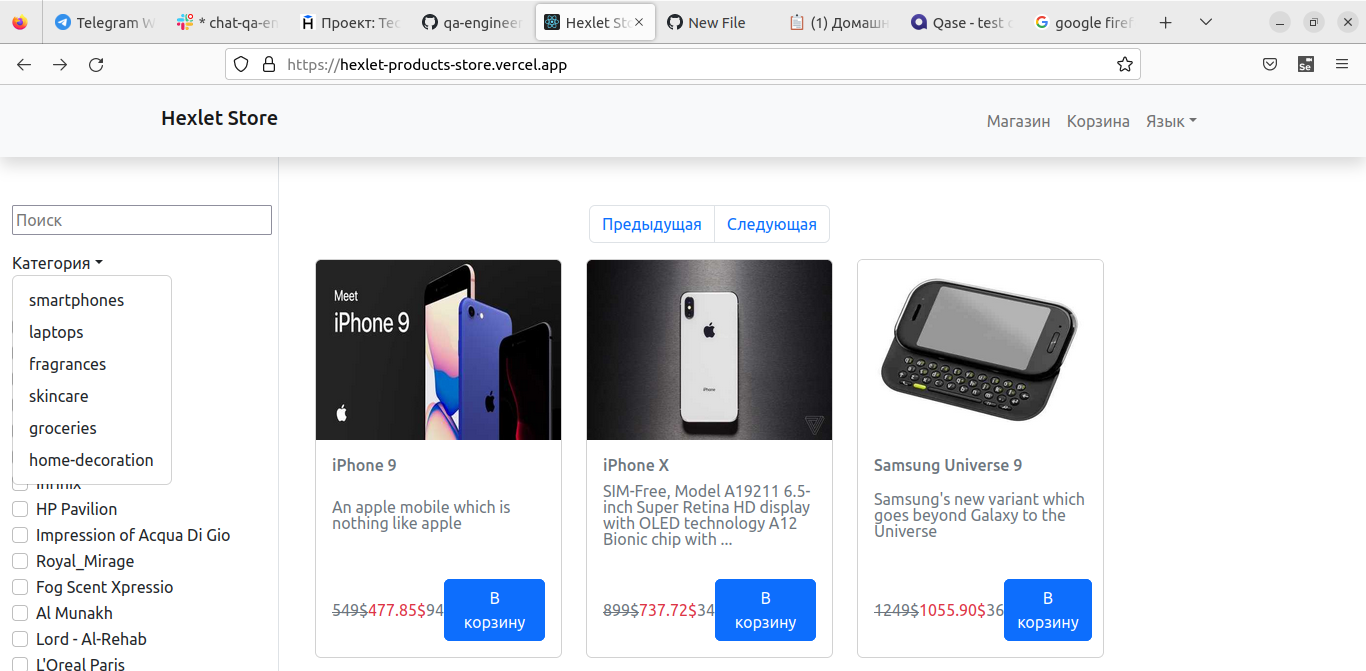 Telegram W
* chat-qa-en
Проект: Тес
qa-engineer
Hexlet Sto
New File
(1) Домашн
Qase - test c
google firef
https://hexlet-products-store.vercel.app
Hexlet Store
Магазин Корзина Язык
Поиск
Категория
smartphones
laptops
fragrances
skincare
groceries
home-decoration
Infinix
HP Pavilion
Impression of Acqua Di Gio
Royal_Mirage
Fog Scent Xpressio
Al Munakh
Lord - Al-Rehab
L'Oreal Paris
Предыдущая Следующая
Meet
iPhone 9
iPhone 9
An apple mobile which is
nothing like apple
549$477.85$94
В
корзину
iPhone
iPhone X
SIM-Free, Model A19211 6.5-
inch Super Retina HD display
with OLED technology A12
Bionic chip with ...
899$737.72$34
В
корзину
Samsung Universe 9
Samsung's new variant which
goes beyond Galaxy to the
Universe
1249$1055.90$36
В
корзину